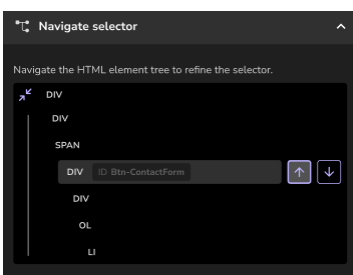 Navigate selector
Navigate the HTML element tree to refine the selector.
DIV
DIV
SPAN
DIV ID Btn-ContactForm
DIV
OL
LI